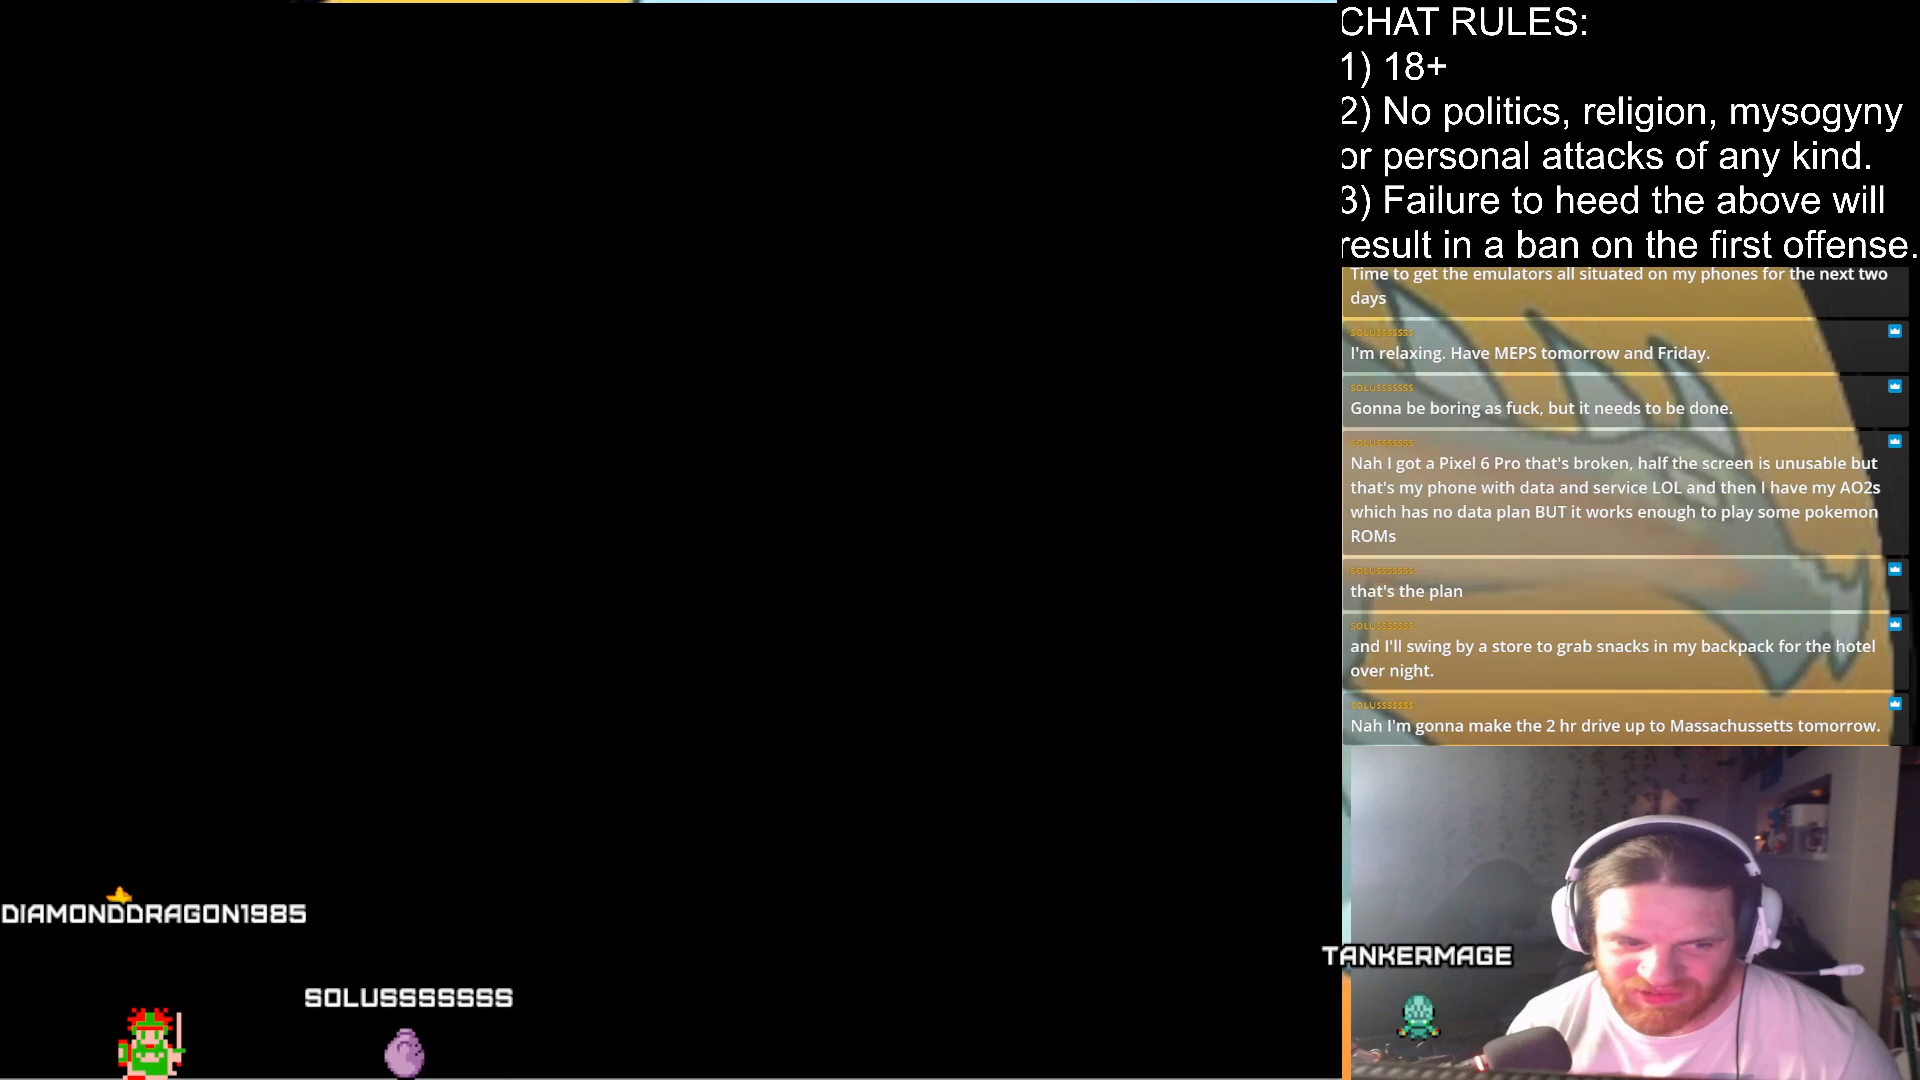 CHAT RULES:
1) 18+
2) No politics, religion, mysogyny
or personal attacks of any kind.
3) Failure to heed the above will
result in a ban on the first offense.
Time to get the emulators all situated on my phones for the next two
days
SOLUSSSSSSS
I'm relaxing. Have MEPS tomorrow and Friday.
SOLUSSSSSSS
Gonna be boring as fuck, but it needs to be done.
SOLUSSSSSSS
Nah I got a Pixel 6 Pro that's broken, half the screen is unusable but
that's my phone with data and service LOL and then I have my AO2s
which has no data plan BUT it works enough to play some pokemon
ROMs
SOLUSSSSSSS
that's the plan
SOLUSSSSSSS
and I'll swing by a store to grab snacks in my backpack for the hotel
over night.
SOLUSSSSSSS
Nah I'm gonna make the 2 hr drive up to Massachussetts tomorrow.
DIAMONDDRAGON1985
TANKERMAGE
SOLUSSSSSSS